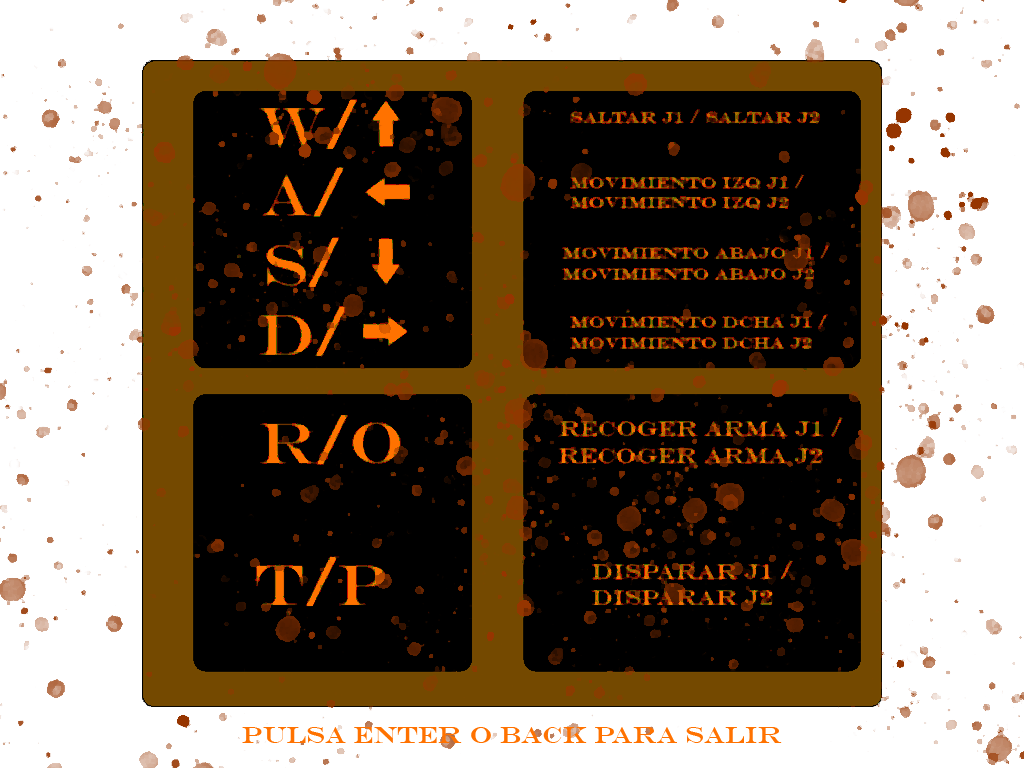 W/ ⬆
SALTAR J1 / SALTAR J2
A/ ⬅
MOVIMIENTO IZQ J1 /
MOVIMIENTO IZQ J2
S/ ⬇
MOVIMIENTO ABAJO J1 /
MOVIMIENTO ABAJO J2
D/ ➡
MOVIMIENTO DCHA J1 /
MOVIMIENTO DCHA J2
R/O
RECOGER ARMA J1 /
RECOGER ARMA J2
T/P
DISPARAR J1 /
DISPARAR J2
PULSA ENTER O BACK PARA SALIR